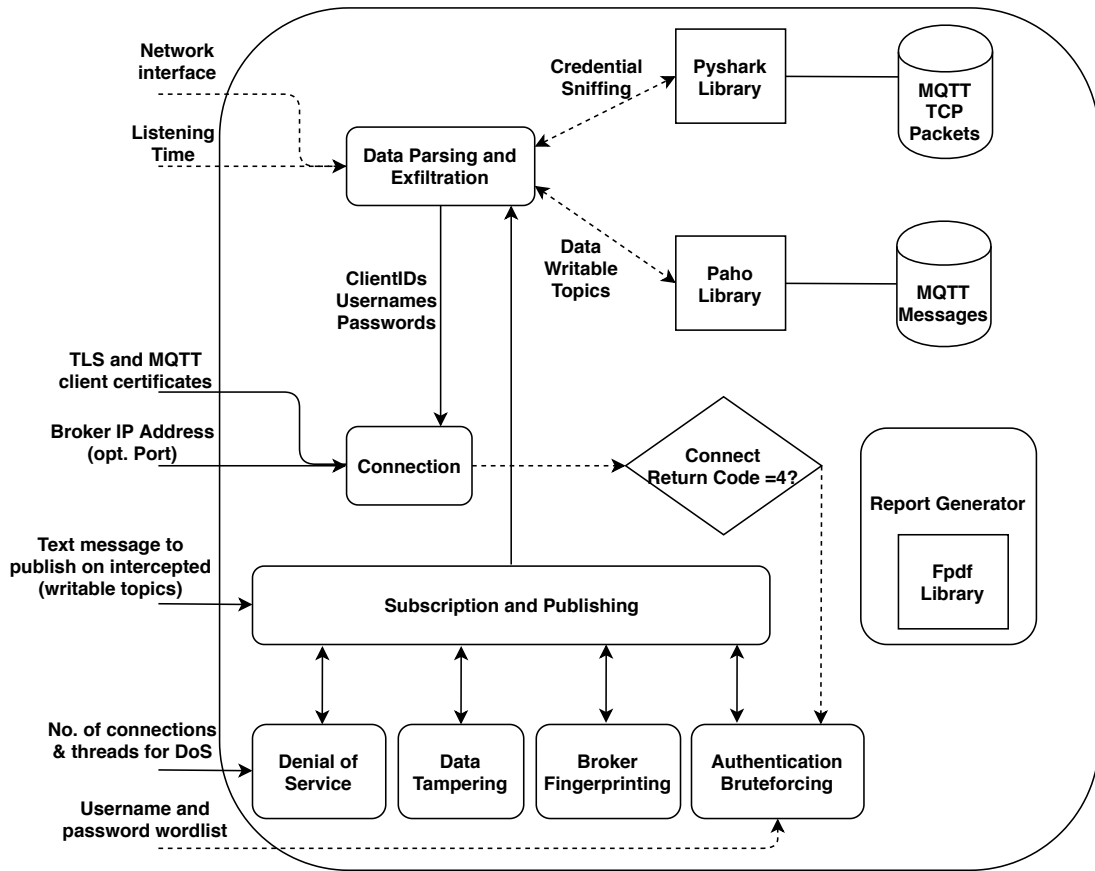 Network
interface
Listening
Time
Credential
Sniffing
Pyshark
Library
MQTT
TCP
Packets
Data Parsing and
Exfiltration
Data
Writable
Topics
Paho
Library
MQTT
Messages
ClientIDs
Usernames
Passwords
TLS and MQTT
client certificates
Broker IP Address
(opt. Port)
Connection
Connect
Return Code =4?
Report Generator
Fpdf
Library
Text message to
publish on intercepted
(writable topics)
Subscription and Publishing
No. of connections
& threads for DoS
Denial of
Service
Data
Tampering
Broker
Fingerprinting
Authentication
Bruteforcing
Username and
password wordlist